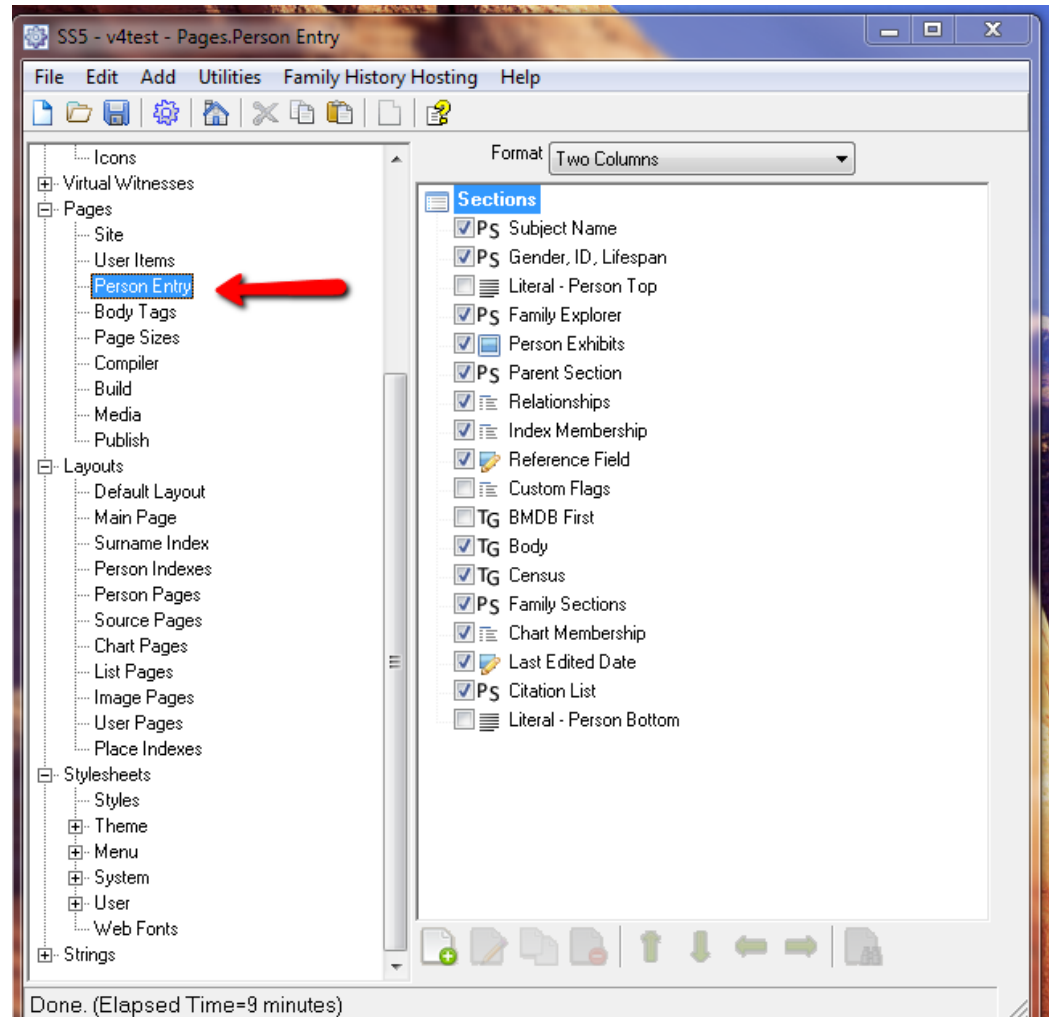 SS5 - v4test - Pages.Person Entry
X
File Edit Add Utilities Family History Hosting Help
Icons
Virtual Witnesses
Pages
Site
User Items
Person Entry
Body Tags
Page Sizes
Compiler
Build
Media
Publish
Layouts
Default Layout
Main Page
Surname Index
Person Indexes
Person Pages
Source Pages
Chart Pages
List Pages
Image Pages
User Pages
Place Indexes
Stylesheets
Styles
Theme
Menu
System
User
Web Fonts
Strings
Format Two Columns
Sections
PS Subject Name
PS Gender, ID, Lifespan
Literal - Person Top
PS Family Explorer
Person Exhibits
PS Parent Section
Relationships
Index Membership
Reference Field
Custom Flags
TG BMDB First
TG Body
TG Census
PS Family Sections
Chart Membership
Last Edited Date
PS Citation List
Literal - Person Bottom
Done. (Elapsed Time=9 minutes)